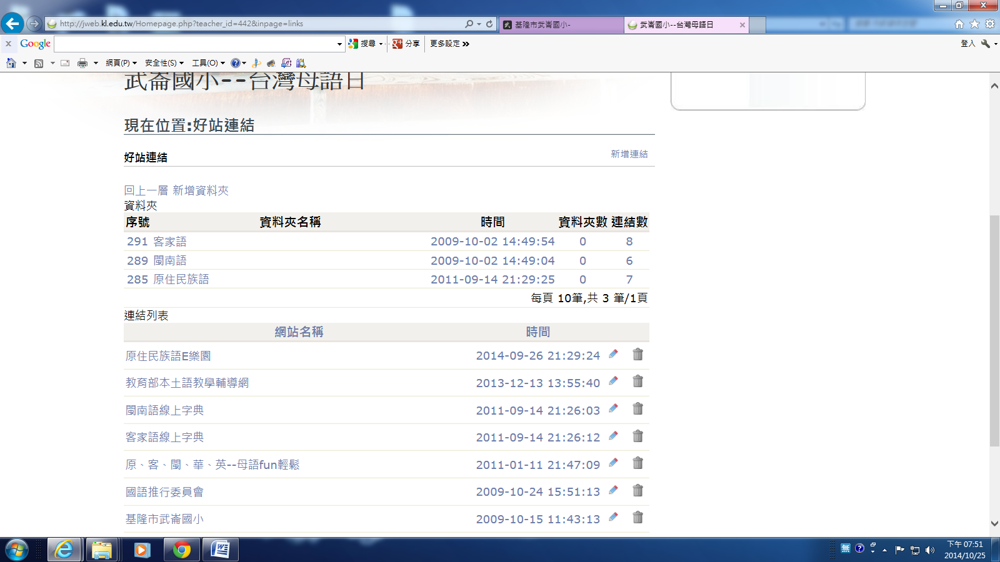 http://jweb.kl.edu.tw/Homepage.php?teacher_id=442&inpage=links
基隆市武崙國小-
武崙國小--台灣母語日
x Google 搜尋 分享 更多設定 » 登入
網頁(P) 安全性(S) 工具(O)
武崙國小--台灣母語日
現在位置:好站連結
好站連結 新增連結
回上一層 新增資料夾
資料夾
序號 資料夾名稱 時間 資料夾數 連結數
291 客家語 2009-10-02 14:49:54 0 8
289 閩南語 2009-10-02 14:49:04 0 6
285 原住民族語 2011-09-14 21:29:25 0 7
每頁 10筆,共 3 筆/1頁
連結列表
網站名稱 時間
原住民族語E樂園 2014-09-26 21:29:24
教育部本土語教學輔導網 2013-12-13 13:55:40
閩南語線上字典 2011-09-14 21:26:03
客家語線上字典 2011-09-14 21:26:12
原、客、閩、華、英--母語fun輕鬆 2011-01-11 21:47:09
國語推行委員會 2009-10-24 15:51:13
基隆市武崙國小 2009-10-15 11:43:13
無 下午 07:51
2014/10/25